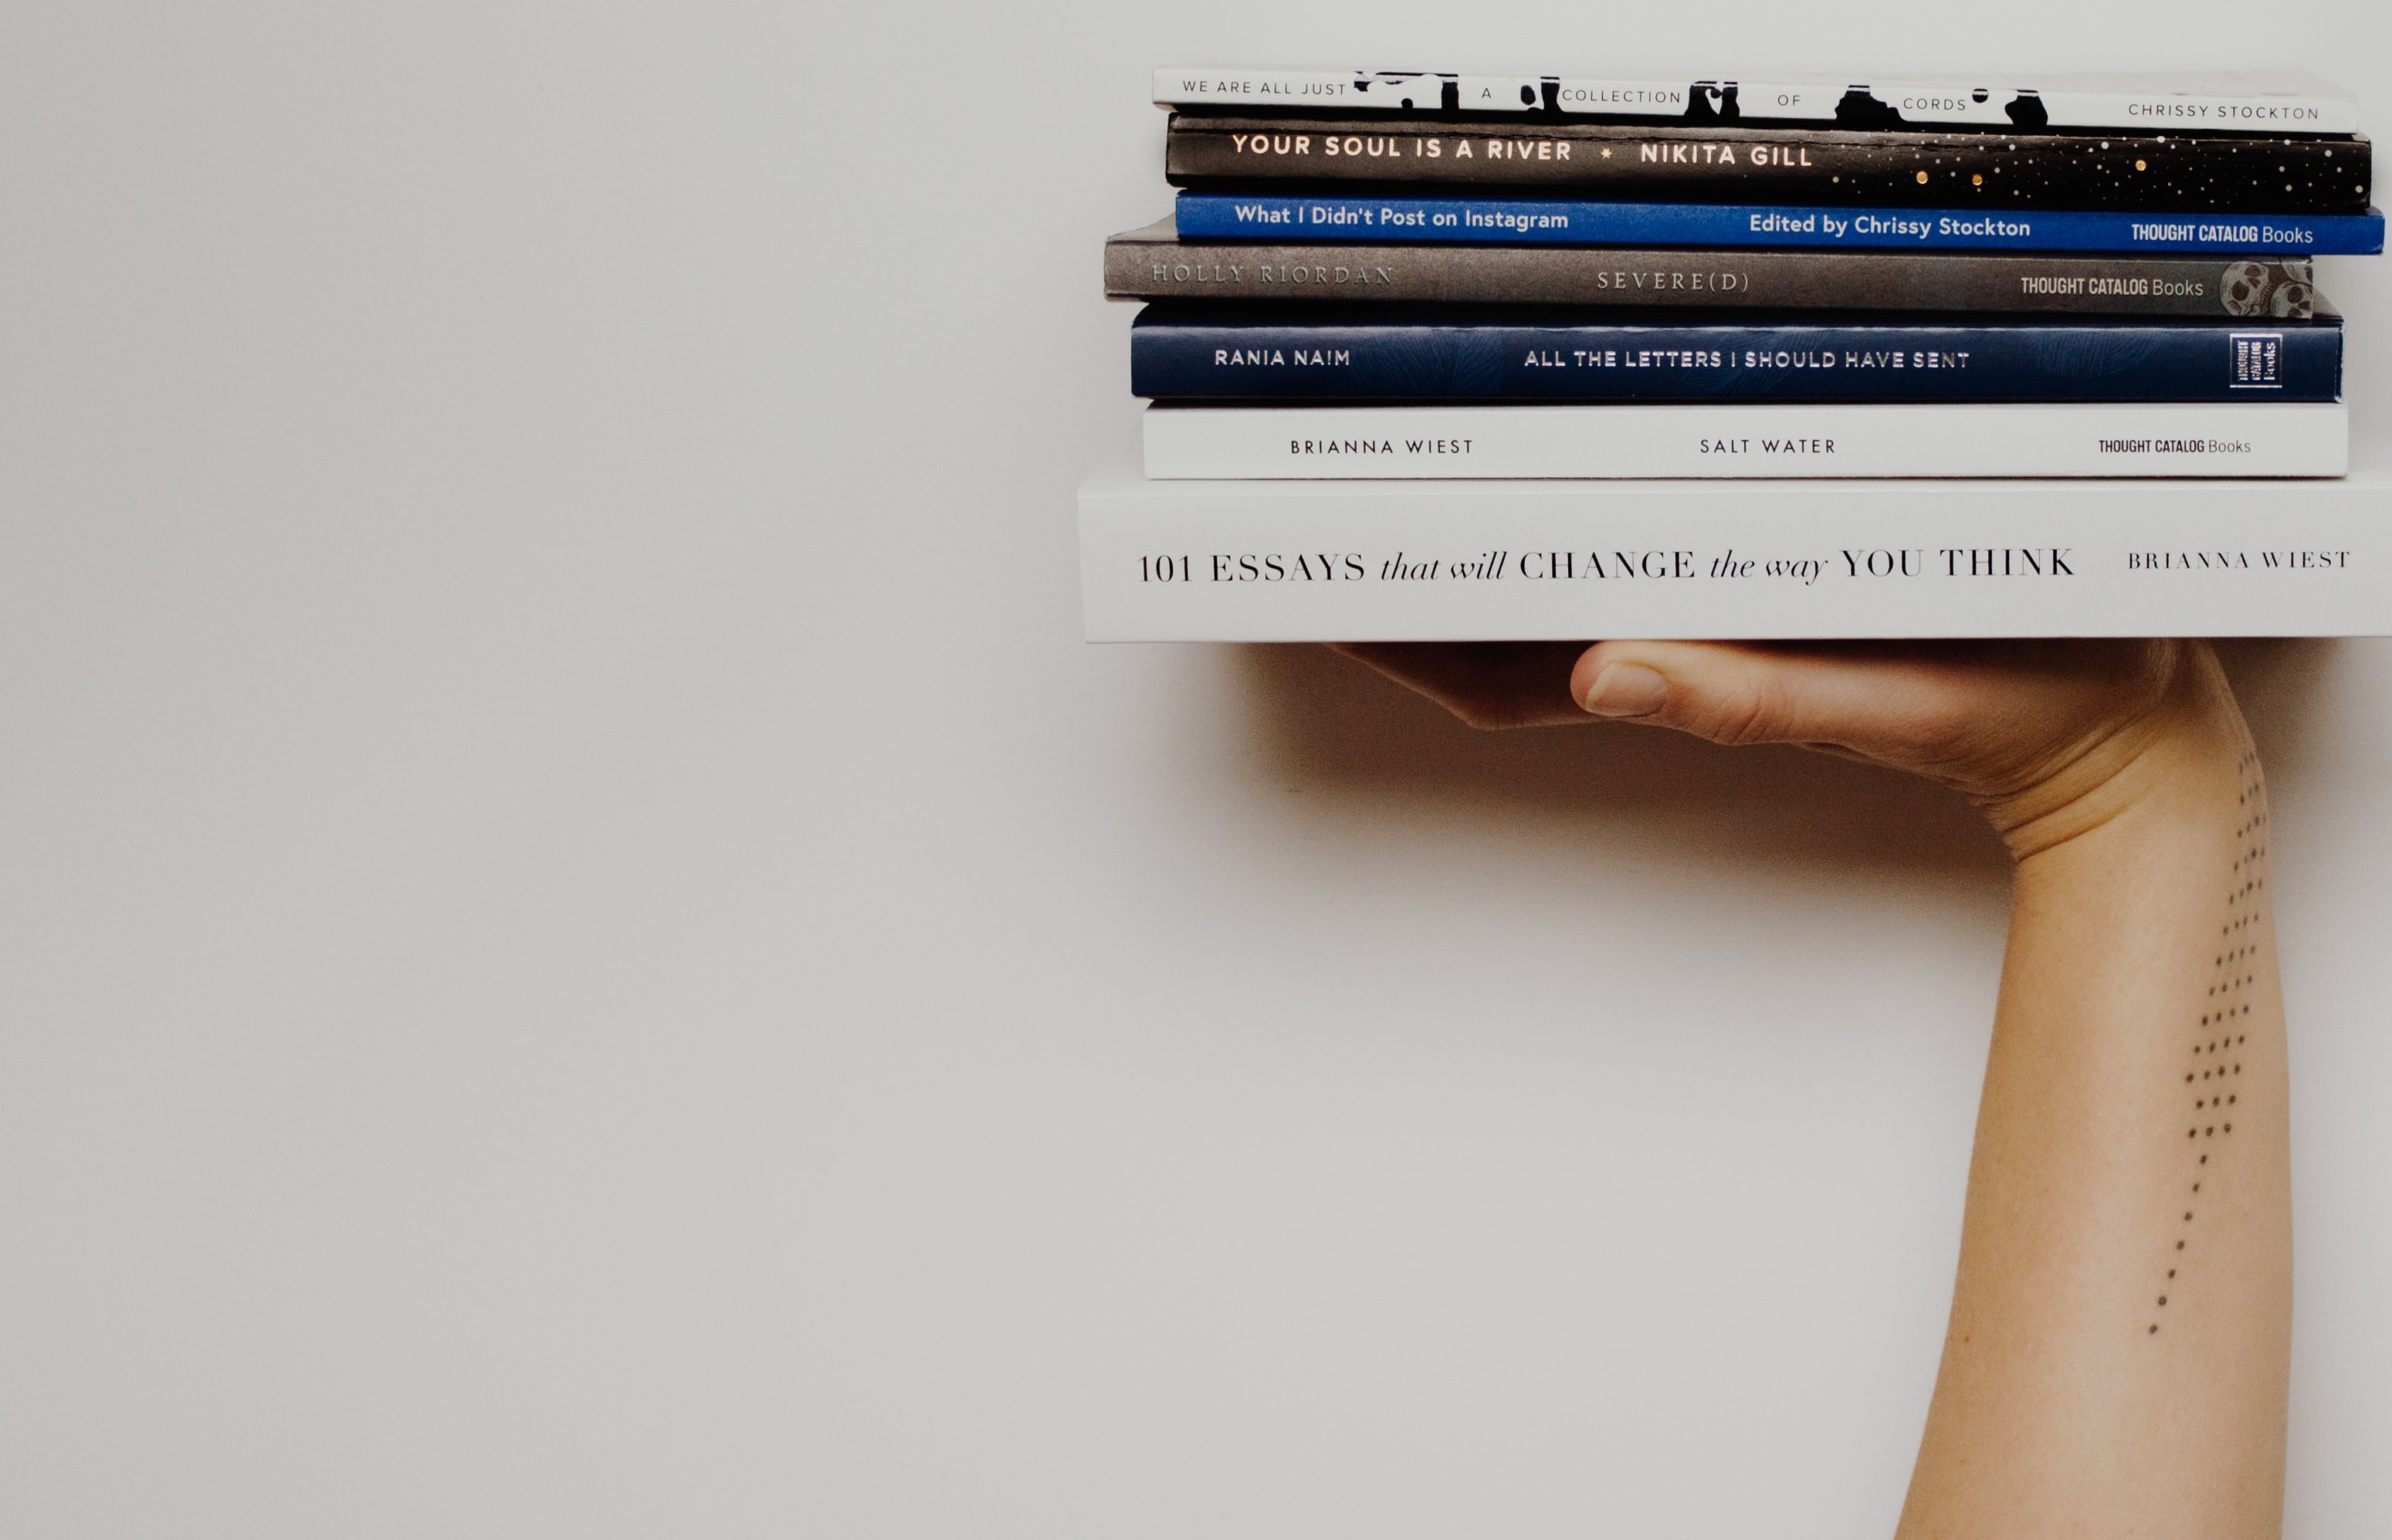 WE ARE ALL JUST A COLLECTION OF CORDS CHRISSY STOCKTON
YOUR SOUL IS A RIVER * NIKITA GILL
What I Didn't Post on Instagram Edited by Chrissy Stockton THOUGHT CATALOG Books
HOLLY RIORDAN SEVERE(D) THOUGHT CATALOG Books
RANIA NAIM ALL THE LETTERS I SHOULD HAVE SENT THOUGHT CATALOG Books
BRIANNA WIEST SALT WATER THOUGHT CATALOG Books
101 ESSAYS that will CHANGE the way YOU THINK BRIANNA WIEST